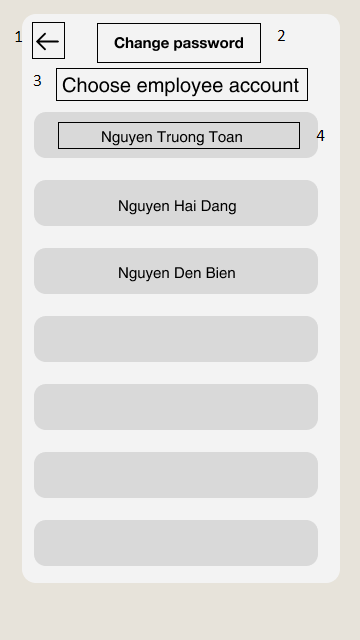 1
Change password
2
3
Choose employee account
Nguyen Truong Toan
4
Nguyen Hai Dang
Nguyen Den Bien